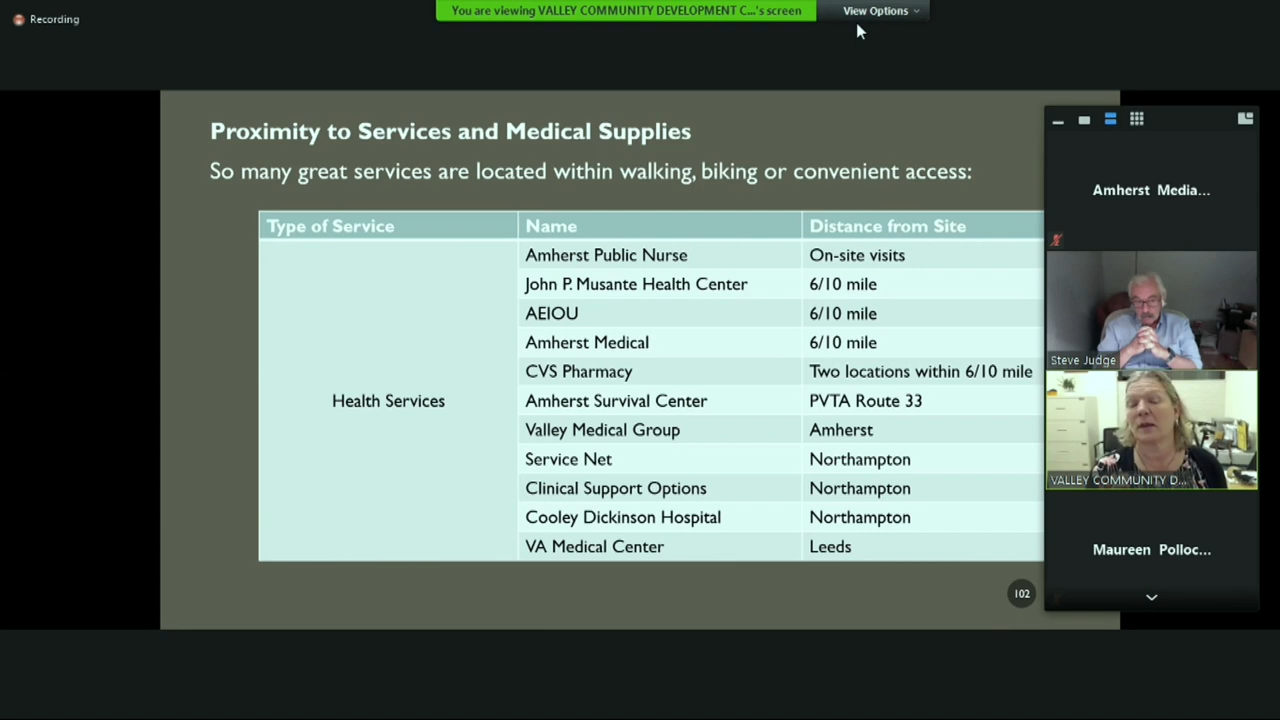 Recording
You are viewing VALLEY COMMUNITY DEVELOPMENT C...'s screen
View Options
Proximity to Services and Medical Supplies
So many great services are located within walking, biking or convenient access:
Type of Service Name Distance from Site
Amherst Public Nurse On-site visits
John P. Musante Health Center 6/10 mile
AEIOU 6/10 mile
Amherst Medical 6/10 mile
CVS Pharmacy Two locations within 6/10 mile
Health Services Amherst Survival Center PVTA Route 33
Valley Medical Group Amherst
Service Net Northampton
Clinical Support Options Northampton
Cooley Dickinson Hospital Northampton
VA Medical Center Leeds
102
Amherst Media...
Steve Judge
VALLEY COMMUNITY D...
Maureen Polloc...